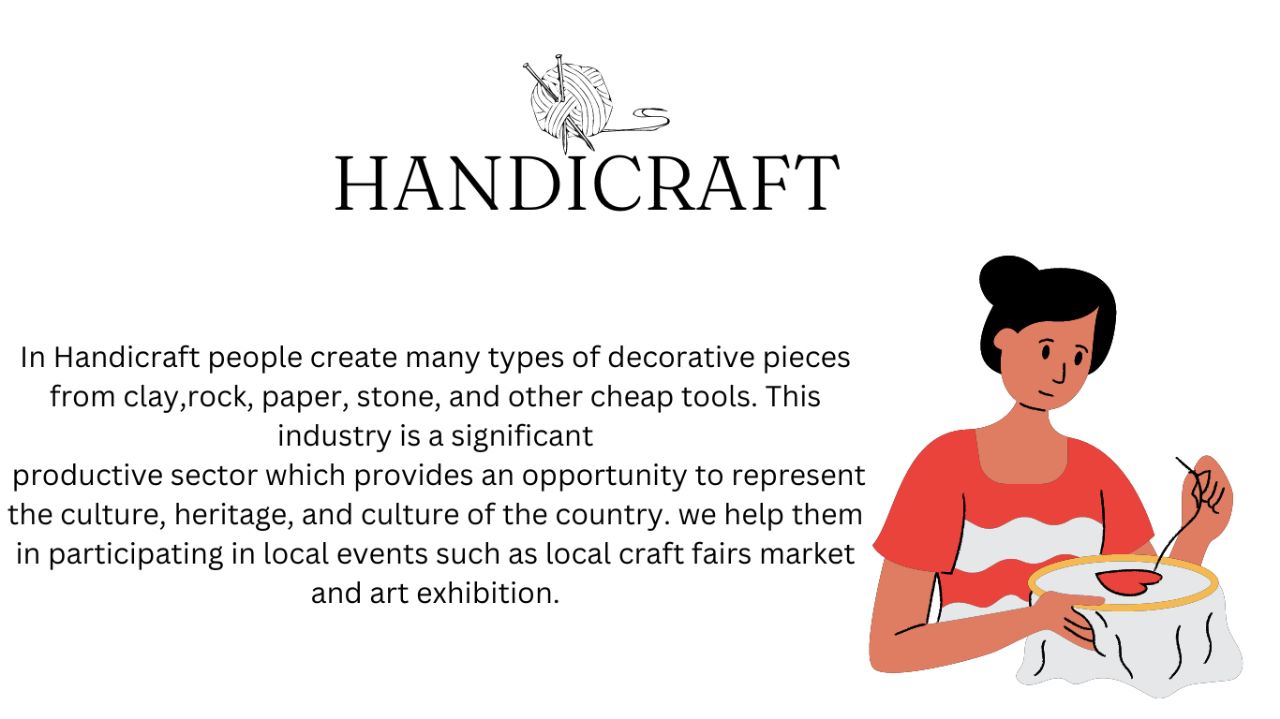 HANDICRAFT
In Handicraft people create many types of decorative pieces
from clay,rock, paper, stone, and other cheap tools. This
industry is a significant
productive sector which provides an opportunity to represent
the culture, heritage, and culture of the country. we help them
in participating in local events such as local craft fairs market
and art exhibition.